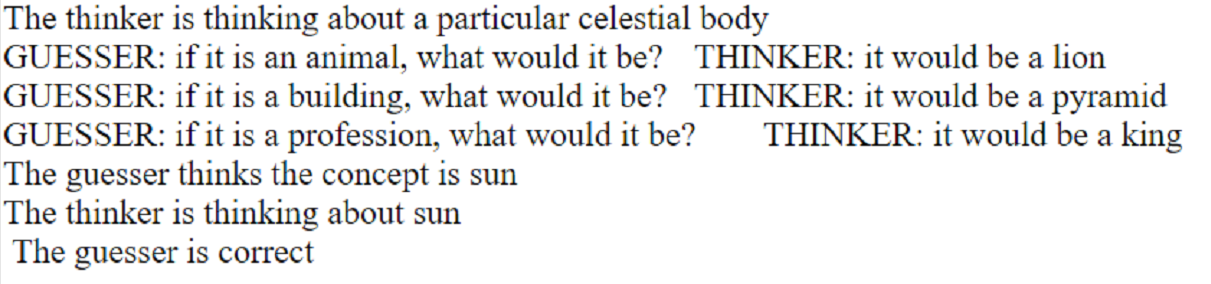 The thinker is thinking about a particular celestial body
GUESSER: if it is an animal, what would it be? THINKER: it would be a lion
GUESSER: if it is a building, what would it be? THINKER: it would be a pyramid
GUESSER: if it is a profession, what would it be? THINKER: it would be a king
The guesser thinks the concept is sun
The thinker is thinking about sun
The guesser is correct